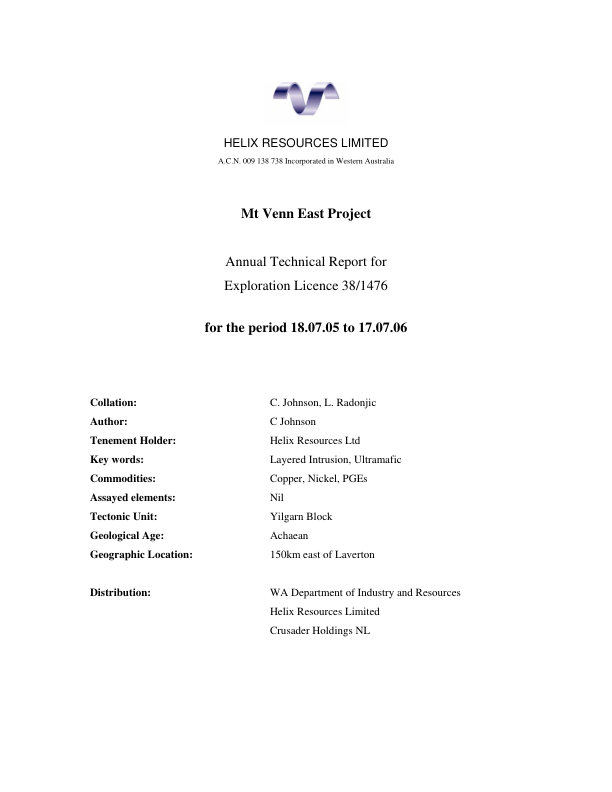 HELIX RESOURCES LIMITED
A.C.N. 009 138 738 Incorporated in Western Australia
Mt Venn East Project
Annual Technical Report for
Exploration Licence 38/1476
for the period 18.07.05 to 17.07.06
Collation: C. Johnson, L. Radonjic
Author: C Johnson
Tenement Holder: Helix Resources Ltd
Key words: Layered Intrusion, Ultramafic
Commodities: Copper, Nickel, PGEs
Assayed elements: Nil
Tectonic Unit: Yilgarn Block
Geological Age: Achaean
Geographic Location: 150km east of Laverton
Distribution: WA Department of Industry and Resources
Helix Resources Limited
Crusader Holdings NL